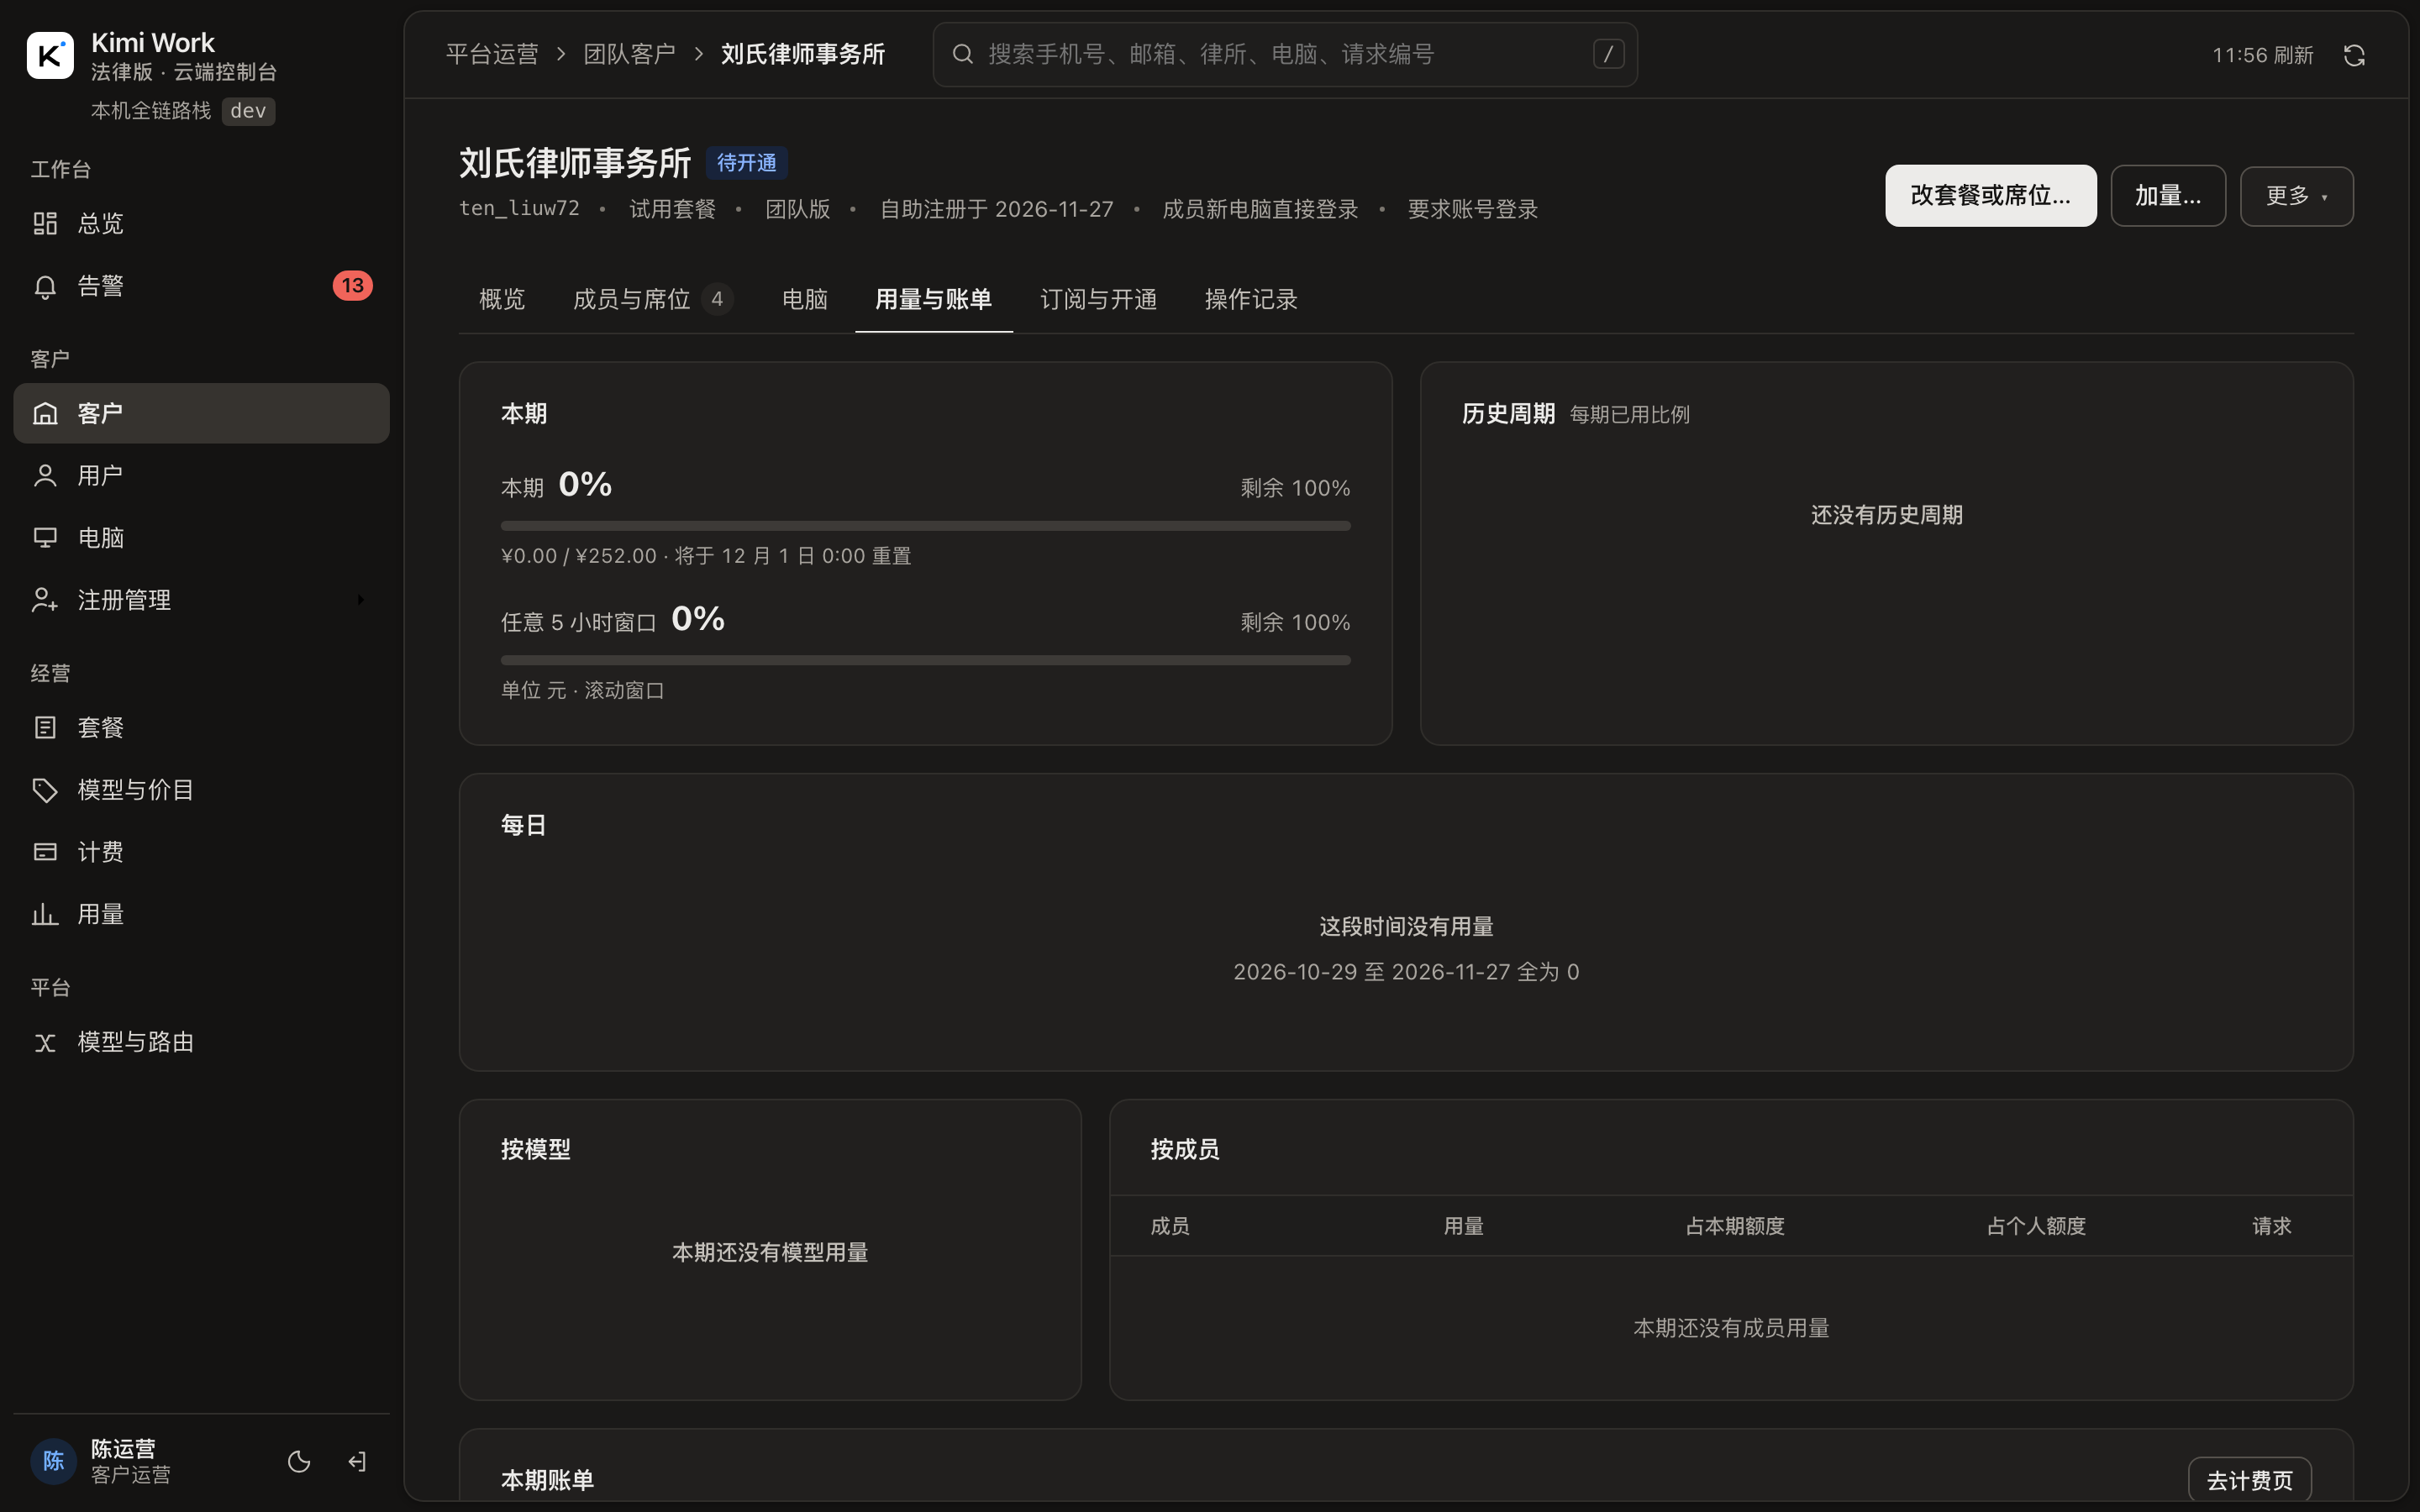 Kimi Work
法律版 · 云端控制台
本机全链路栈 dev
工作台
总览
告警 13
客户
客户
用户
电脑
注册管理
经营
套餐
模型与价目
计费
用量
平台
模型与路由
陈 陈运营
客户运营
平台运营 > 团队客户 > 刘氏律师事务所
搜索手机号、邮箱、律所、电脑、请求编号 /
11:56 刷新
刘氏律师事务所 待开通
ten_liuw72 • 试用套餐 • 团队版 • 自助注册于 2026-11-27 • 成员新电脑直接登录 • 要求账号登录
改套餐或席位... 加量... 更多
概览 成员与席位 4 电脑 用量与账单 订阅与开通 操作记录
本期
本期 0% 剩余 100%
¥0.00 / ¥252.00 · 将于 12 月 1 日 0:00 重置
任意 5 小时窗口 0% 剩余 100%
单位 元 · 滚动窗口
历史周期 每期已用比例
还没有历史周期
每日
这段时间没有用量
2026-10-29 至 2026-11-27 全为 0
按模型
本期还没有模型用量
按成员
成员 用量 占本期额度 占个人额度 请求
本期还没有成员用量
本期账单 去计费页